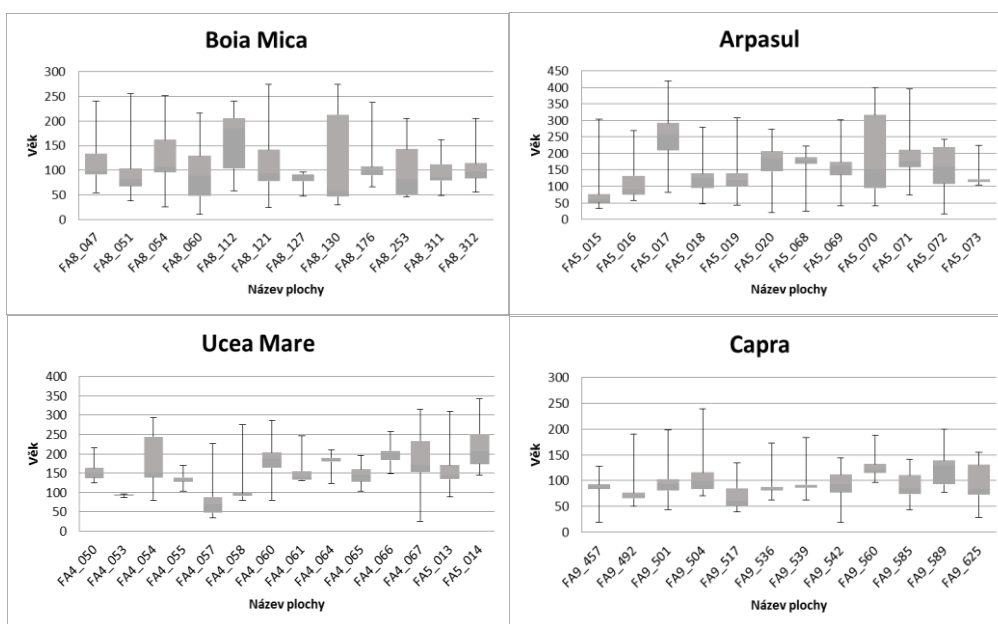 Boia Mica
300
250
200
150
100
50
0
Věk
FA8_047
FA8_051
FA8_054
FA8_060
FA8_112
FA8_121
FA8_127
FA8_130
FA8_176
FA8_253
FA8_311
FA8_312
Název plochy
Arpasul
450
400
350
300
250
200
150
100
50
0
Věk
FA5_015
FA5_016
FA5_017
FA5_018
FA5_019
FA5_020
FA5_068
FA5_069
FA5_070
FA5_071
FA5_072
FA5_073
Název plochy
Ucea Mare
400
350
300
250
200
150
100
50
0
Věk
FA4_050
FA4_053
FA4_054
FA4_055
FA4_057
FA4_058
FA4_060
FA4_061
FA4_064
FA4_065
FA4_066
FA4_067
FA5_013
FA5_014
Název plochy
Capra
300
250
200
150
100
50
0
Věk
FA9_457
FA9_492
FA9_501
FA9_504
FA9_517
FA9_536
FA9_539
FA9_542
FA9_560
FA9_585
FA9_589
FA9_625
Název plochy